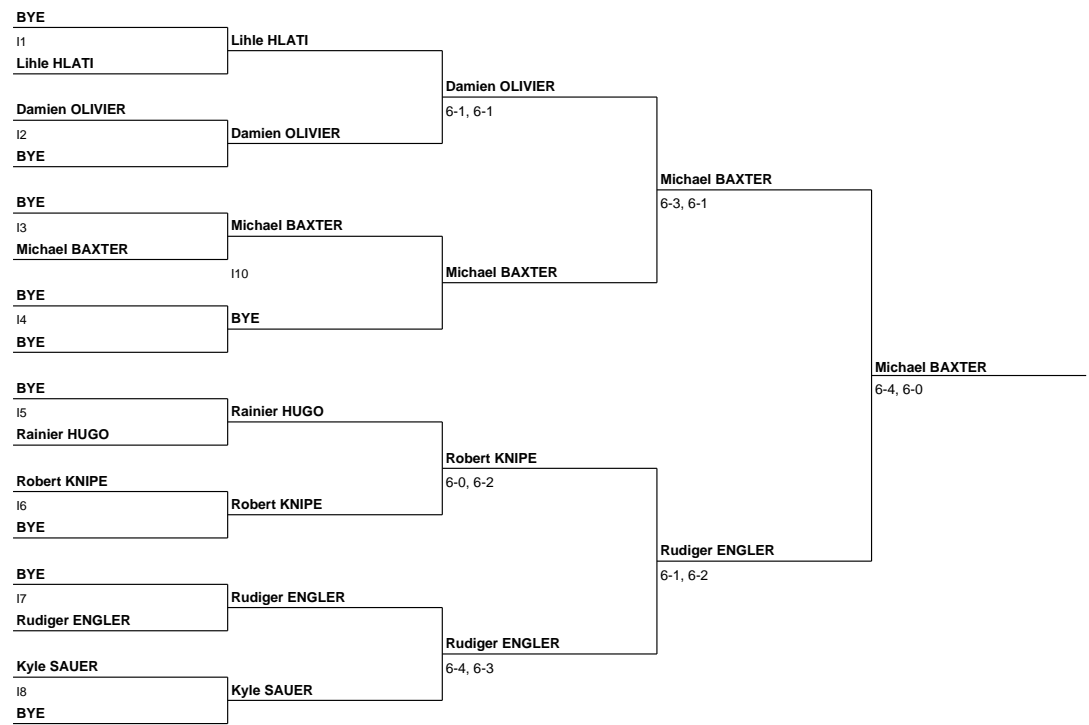 BYE
I1
Lihle HLATI
Lihle HLATI
Damien OLIVIER
6-1, 6-1
Damien OLIVIER
I2
BYE
Damien OLIVIER
Michael BAXTER
6-3, 6-1
BYE
I3
Michael BAXTER
Michael BAXTER
I10
Michael BAXTER
BYE
I4
BYE
BYE
Michael BAXTER
6-4, 6-0
BYE
I5
Rainier HUGO
Rainier HUGO
Robert KNIPE
6-0, 6-2
Robert KNIPE
I6
BYE
Robert KNIPE
Rudiger ENGLER
6-1, 6-2
BYE
I7
Rudiger ENGLER
Rudiger ENGLER
Rudiger ENGLER
6-4, 6-3
Kyle SAUER
I8
BYE
Kyle SAUER